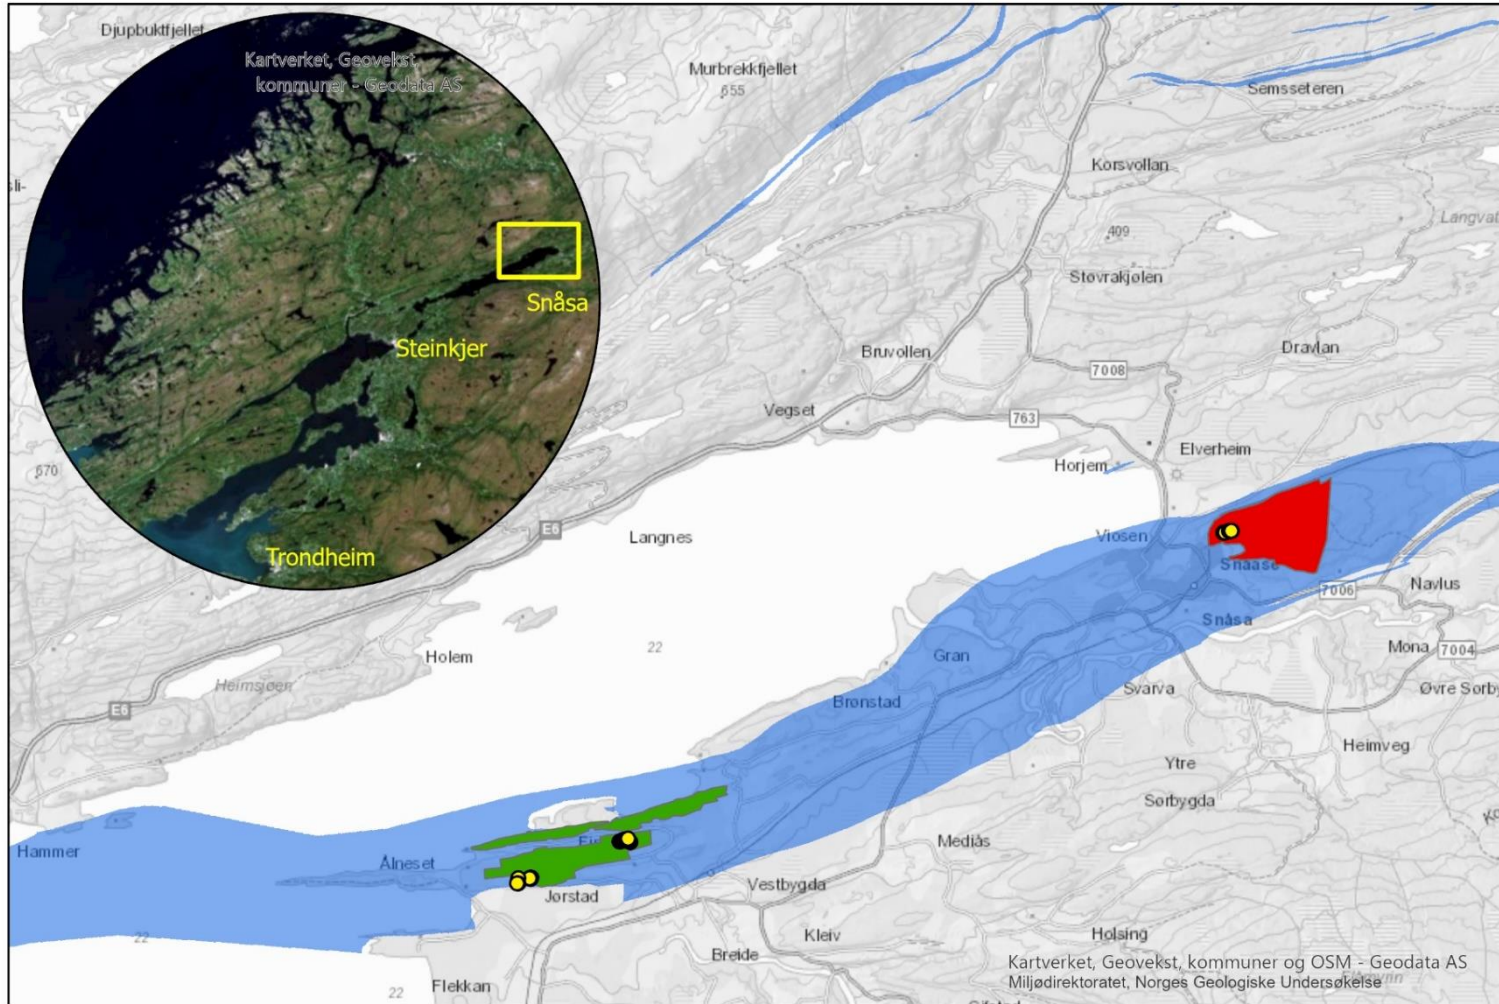 Djupbuktfjellet
Kartverket, Geovekst,
kommuner - Geodata AS
Murbrekkfjellet
655
Semsseteren
Korsvollan
sli-
Langvat
409
Støvrakjølen
Snåsa
Steinkjer
Bruvollen
Dravlan
7008
Vegset
763
Elverheim
670
Horjem
E6
Langnes
Viosen
Trondheim
Snåase
7006
Navlus
Snåsa
22
Mona
7004
Holem
Gran
Heimsjøen
Svarva
Øvre Sørby
Brønstad
E6
Heimveg
Ytre
Sørbygda
Hammer
Ålneset
Mediås
Jørstad
Vestbygda
22
Kleiv
Holsing
Breide
Kartverket, Geovekst, kommuner og OSM - Geodata AS
Miljødirektoratet, Norges Geologiske Undersøkelse
Flekkan
22